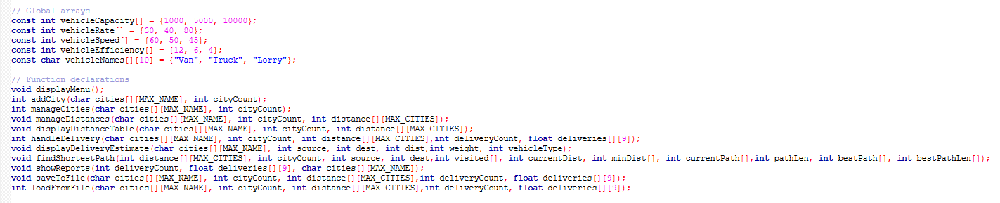 // Global arrays
const int vehicleCapacity[] = {1000, 5000, 10000};
const int vehicleRate[] = {30, 40, 80};
const int vehicleSpeed[] = {60, 50, 45};
const int vehicleEfficiency[] = {12, 6, 4};
const char vehicleNames[][10] = {"Van", "Truck", "Lorry"};
// Function declarations
void displayMenu();
int addCity(char cities[][MAX_NAME], int cityCount);
int manageCities(char cities[][MAX_NAME], int cityCount);
void manageDistances(char cities[][MAX_NAME], int cityCount, int distance[][MAX_CITIES]);
void displayDistanceTable(char cities[][MAX_NAME], int cityCount, int distance[][MAX_CITIES]);
int handleDelivery(char cities[][MAX_NAME], int cityCount, int distance[][MAX_CITIES],int deliveryCount, float deliveries[][9]);
void displayDeliveryEstimate(char cities[][MAX_NAME], int source, int dest, int dist,int weight, int vehicleType);
void findShortestPath(int distance[][MAX_CITIES], int cityCount, int source, int dest,int visited[], int currentDist, int minDist[], int currentPath[],int pathLen, int bestPath[], int bestPathLen[]);
void showReports(int deliveryCount, float deliveries[][9], char cities[][MAX_NAME]);
void saveToFile(char cities[][MAX_NAME], int cityCount, int distance[][MAX_CITIES],int deliveryCount, float deliveries[][9]);
int loadFromFile(char cities[][MAX_NAME], int cityCount, int distance[][MAX_CITIES],int deliveryCount, float deliveries[][9]);